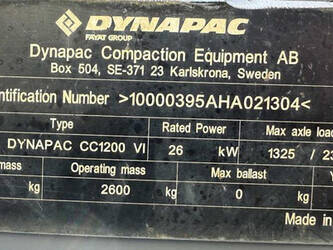 DYNAPAC
FAYAT GROUP
Dynapac Compaction Equipment AB
Box 504, SE-371 23 Karlskrona, Sweden
ntification Number >10000395AHA021304<
Type Rated Power Max axle load
DYNAPAC CC1200 VI 26 kW 1325 / 
mass Operating mass Max ballast
kg 2600 kg 0 kg
Made in